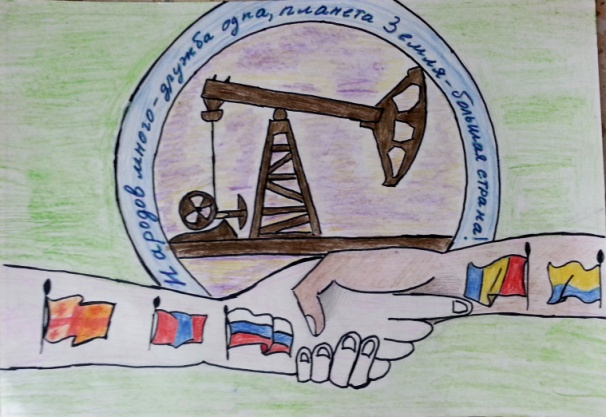 Народов много - дружба одна, планета Земля - большая страна!